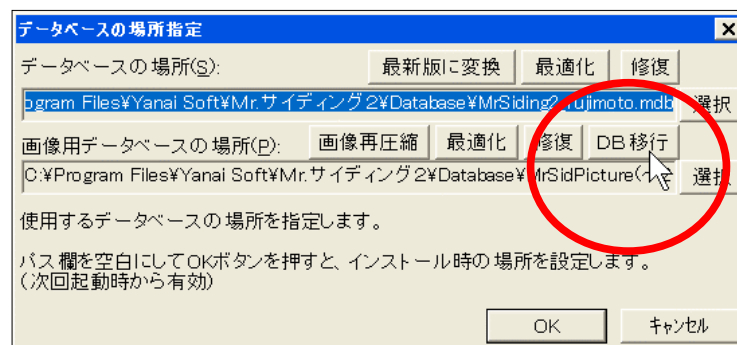 データベースの場所指定
データベースの場所(S): 最新版に変換 最適化 修復
ogram Files¥Yanai Soft¥Mr.サイディング2¥Database¥MrSiding2 fujimoto.mdb 選択
画像用データベースの場所(P): 画像再圧縮 最適化 修復 DB移行
C:¥Program Files¥Yanai Soft¥Mr.サイディング2¥Database¥MrSidPicture( 選択
使用するデータベースの場所を指定します。
パス欄を空白にしてOKボタンを押すと、インストール時の場所を設定します。
(次回起動時から有効)
OK キャンセル